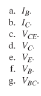 a. I_B.
b. I_C.
c. V_CE.
d. V_C.
e. V_E.
f. V_B.
g. V_BC.